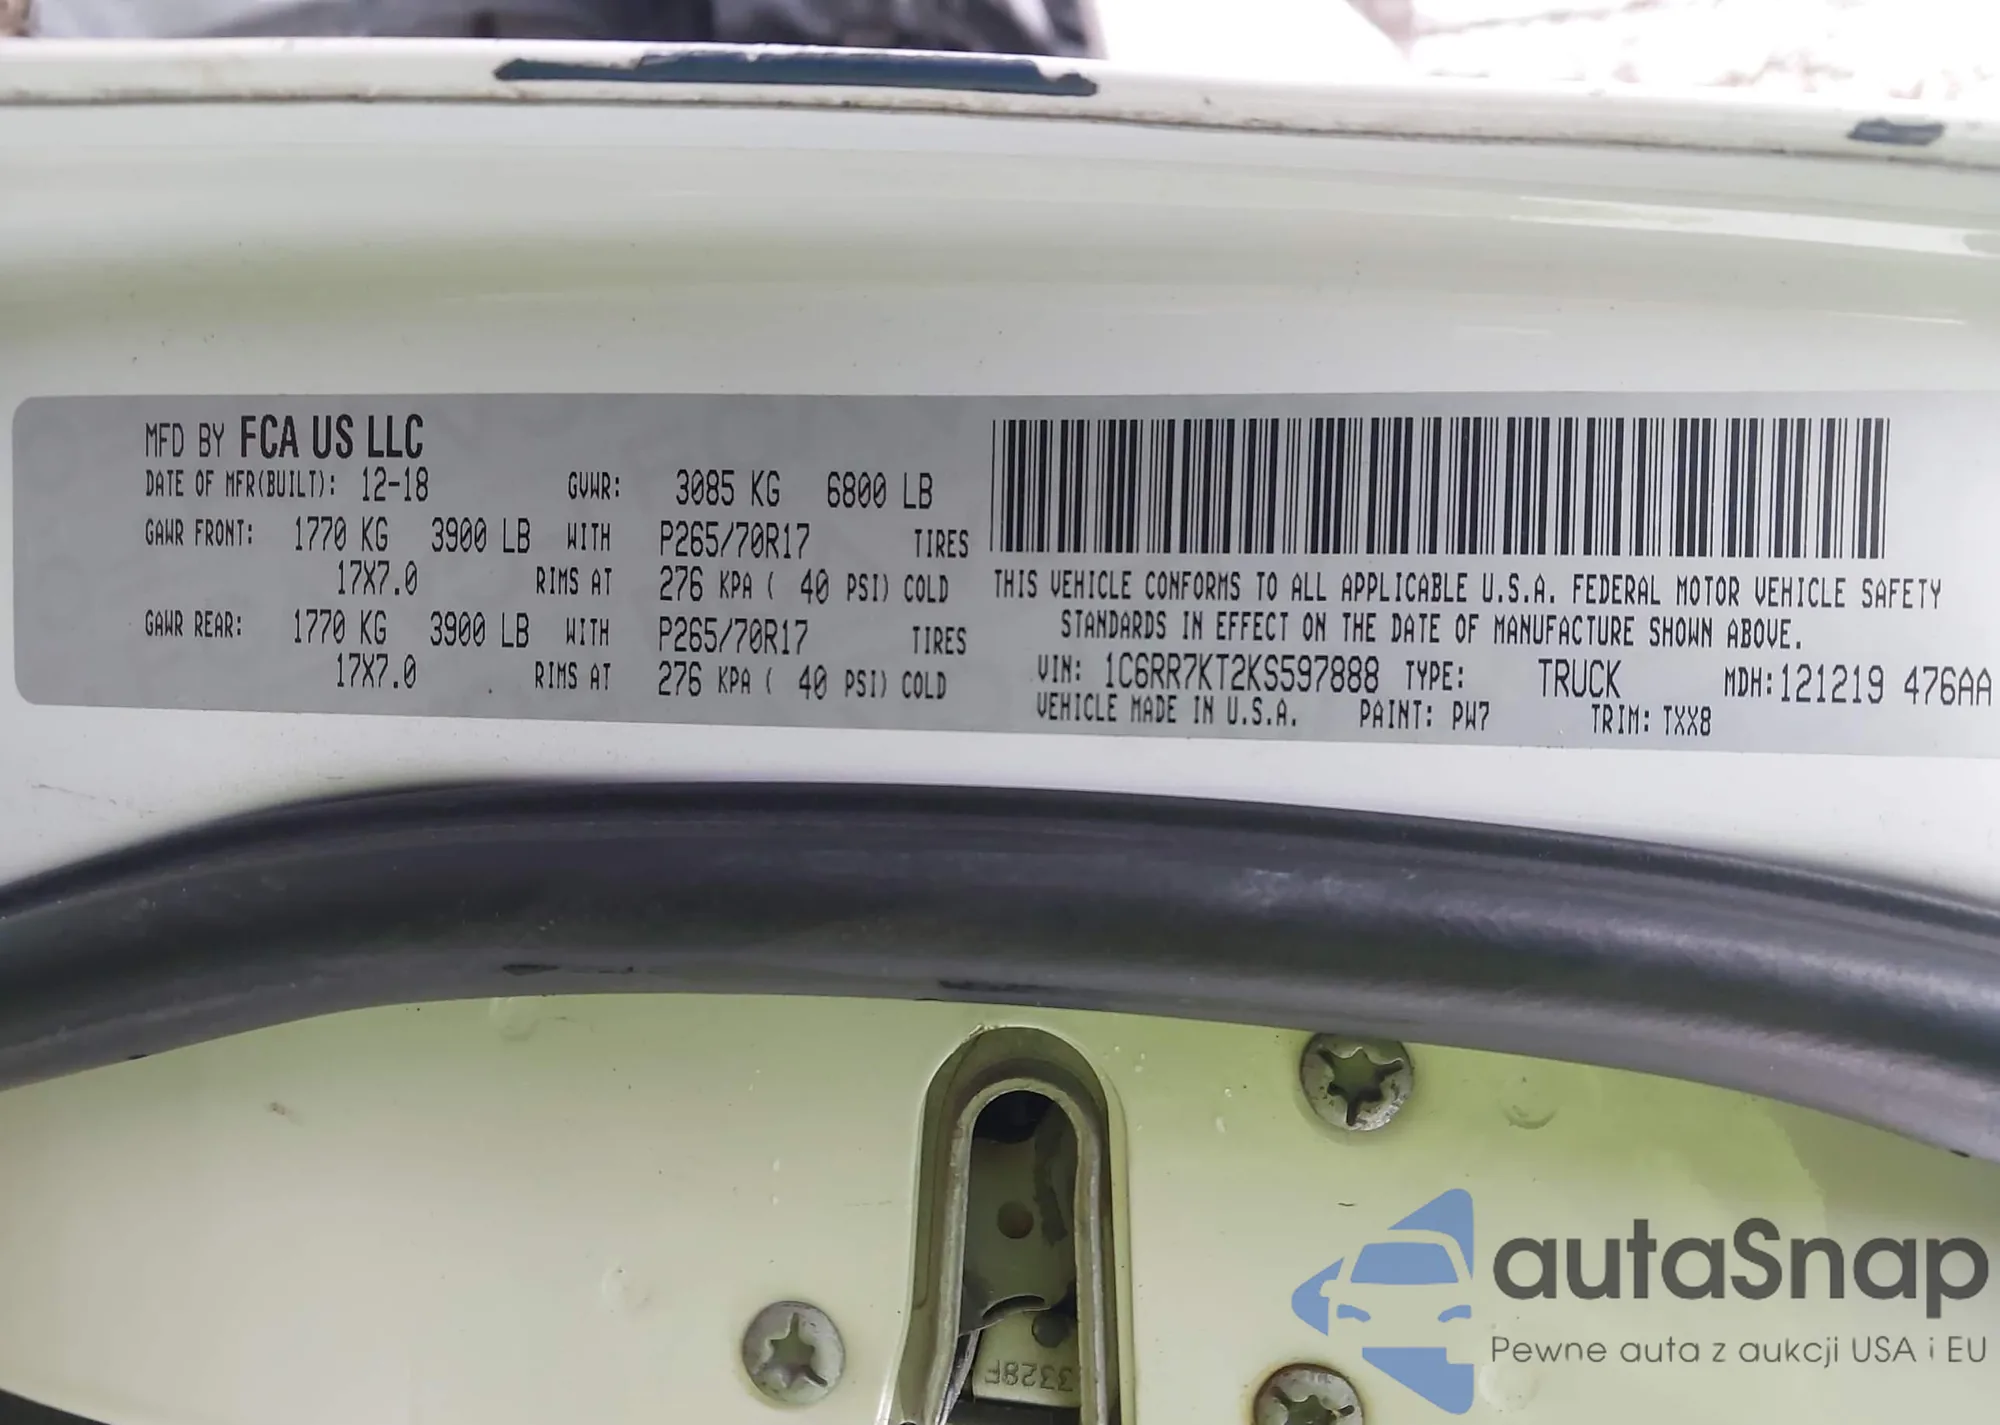 MFD BY FCA US LLC
DATE OF MFR(BUILT): 12-18 GVWR: 3085 KG 6800 LB
GAWR FRONT: 1770 KG 3900 LB WITH P265/70R17 TIRES
17X7.0 RIMS AT 276 KPA ( 40 PSI) COLD
GAWR REAR: 1770 KG 3900 LB WITH P265/70R17 TIRES
17X7.0 RIMS AT 276 KPA ( 40 PSI) COLD
THIS VEHICLE CONFORMS TO ALL APPLICABLE U.S.A. FEDERAL MOTOR VEHICLE SAFETY
STANDARDS IN EFFECT ON THE DATE OF MANUFACTURE SHOWN ABOVE.
VIN: 1C6RR7KT2KS597888 TYPE: TRUCK MDH:121219 476AA
VEHICLE MADE IN U.S.A. PAINT: PW7 TRIM: TXX8
3328F
autaSnap
Pewne auta z aukcji USA i EU